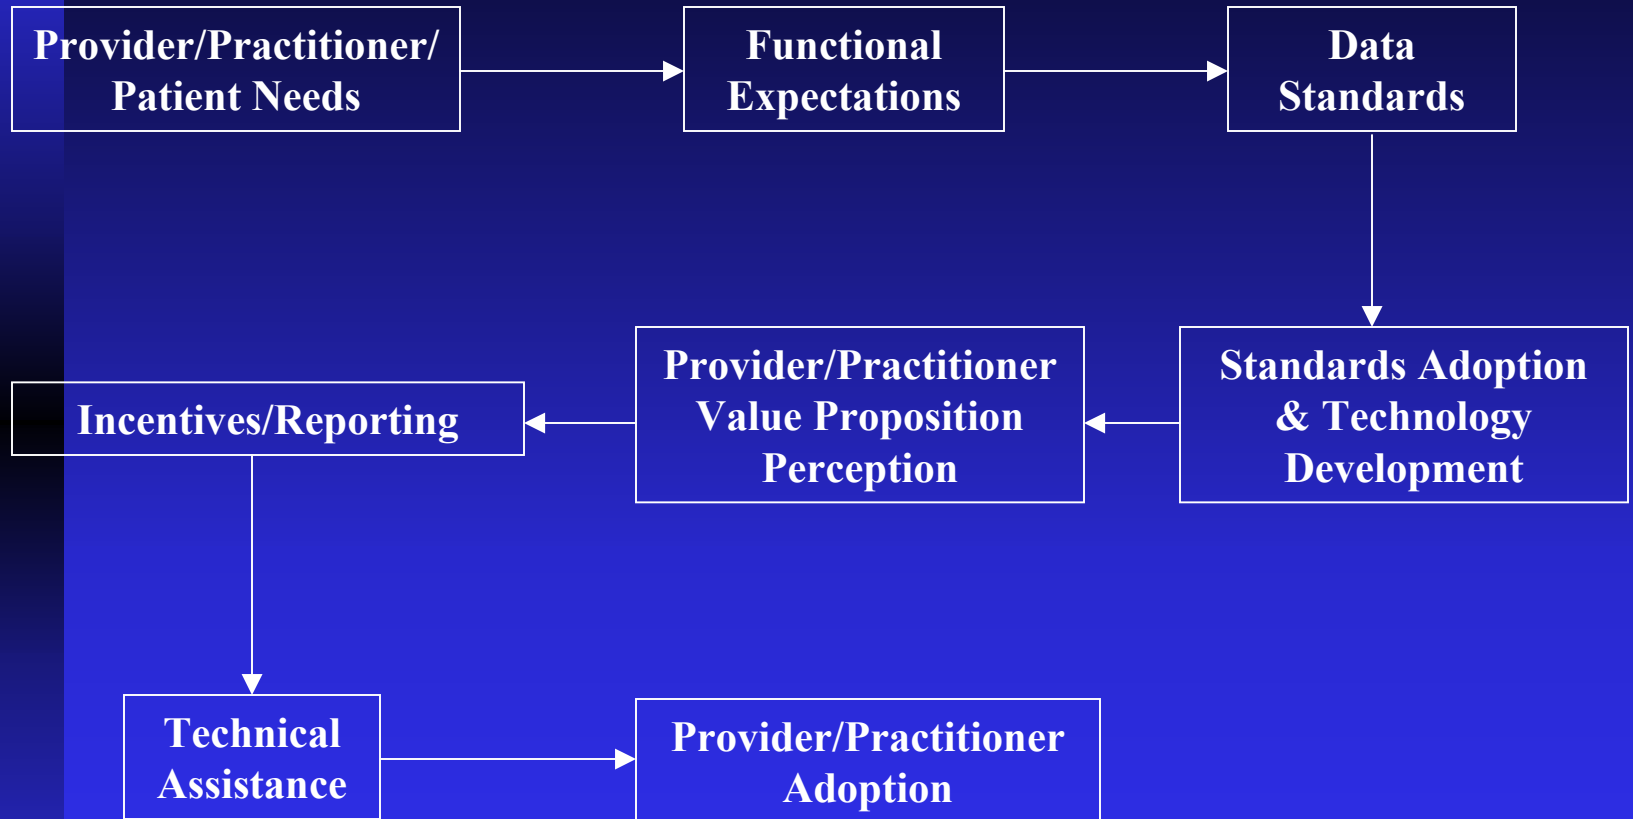 Provider/Practitioner/
Patient Needs
Functional
Expectations
Data
Standards
Incentives/Reporting
Provider/Practitioner
Value Proposition
Perception
Standards Adoption
& Technology
Development
Technical
Assistance
Provider/Practitioner
Adoption